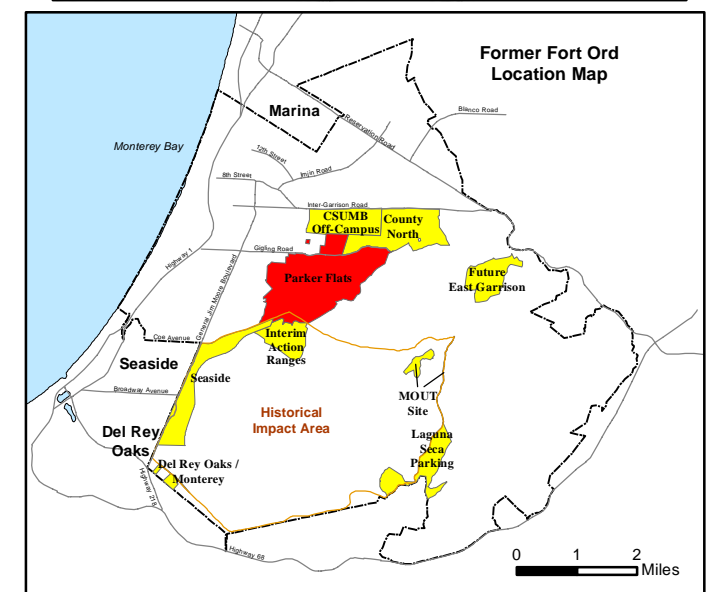 Former Fort Ord
Location Map
Marina
Blanco Road
Reservation Road
Monterey Bay
12th Street
Imjin Road
8th Street
Inter-Garrison Road
CSUMB
Off-Campus
County
North
Gigling Road
Highway 1
General Jim Moore Boulevard
Parker Flats
Future
East Garrison
Coe Avenue
Interim
Action
Ranges
Seaside
Seaside
Broadway Avenue
MOUT
Site
Historical
Impact Area
Del Rey
Oaks
Laguna
Seca
Parking
Del Rey Oaks /
Monterey
Highway 218
Highway 68
0 1 2
Miles